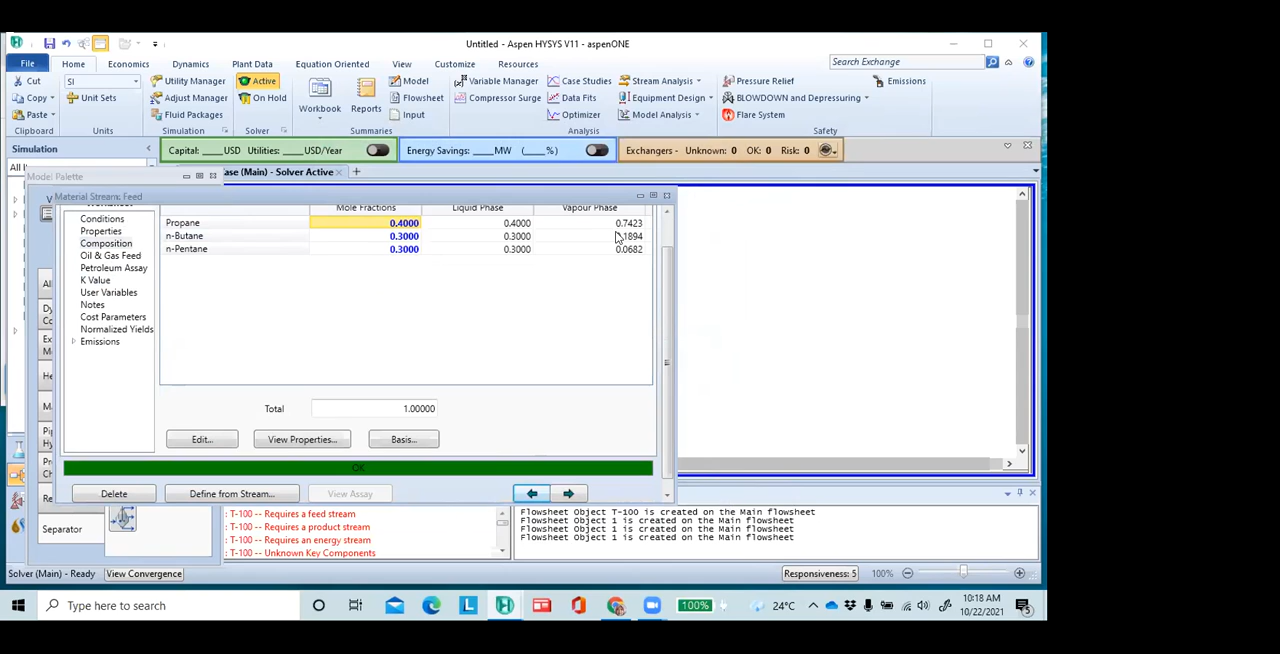 Untitled - Aspen HYSYS V11 - aspenONE
File Home Economics Dynamics Plant Data Equation Oriented View Customize Resources Search Exchange
Cut SI Utility Manager Active Model Variable Manager Case Studies Stream Analysis Pressure Relief Emissions
Copy Unit Sets Adjust Manager On Hold Workbook Reports Flowsheet Compressor Surge Data Fits Equipment Design BLOWDOWN and Depressuring
Paste Fluid Packages Input Optimizer Model Analysis Flare System
Clipboard Units Simulation Solver Summaries Analysis Safety
Simulation Capital: ____USD Utilities: ____USD/Year Energy Savings: ____MW (____%) Exchangers - Unknown: 0 OK: 0 Risk: 0
All
Model Palette
ase (Main) - Solver Active +
Material Stream: Feed
Mole Fractions Liquid Phase Vapour Phase
Conditions
Properties
Composition
Oil & Gas Feed
Petroleum Assay
K Value
User Variables
Notes
Cost Parameters
Normalized Yields
Emissions
Propane 0.4000 0.4000 0.7423
n-Butane 0.3000 0.3000 .1894
n-Pentane 0.3000 0.3000 0.0682
Total 1.00000
Edit... View Properties... Basis...
OK
Delete Define from Stream... View Assay
Separator
: T-100 -- Requires a feed stream
: T-100 -- Requires a product stream
: T-100 -- Requires an energy stream
: T-100 -- Unknown Key Components
Flowsheet Object T-100 is created on the Main flowsheet
Flowsheet Object 1 is created on the Main flowsheet
Flowsheet Object 1 is created on the Main flowsheet
Flowsheet Object 1 is created on the Main flowsheet
Solver (Main) - Ready View Convergence Responsiveness: 5 100%
Type here to search 100% 24°C 10:18 AM
10/22/2021 5